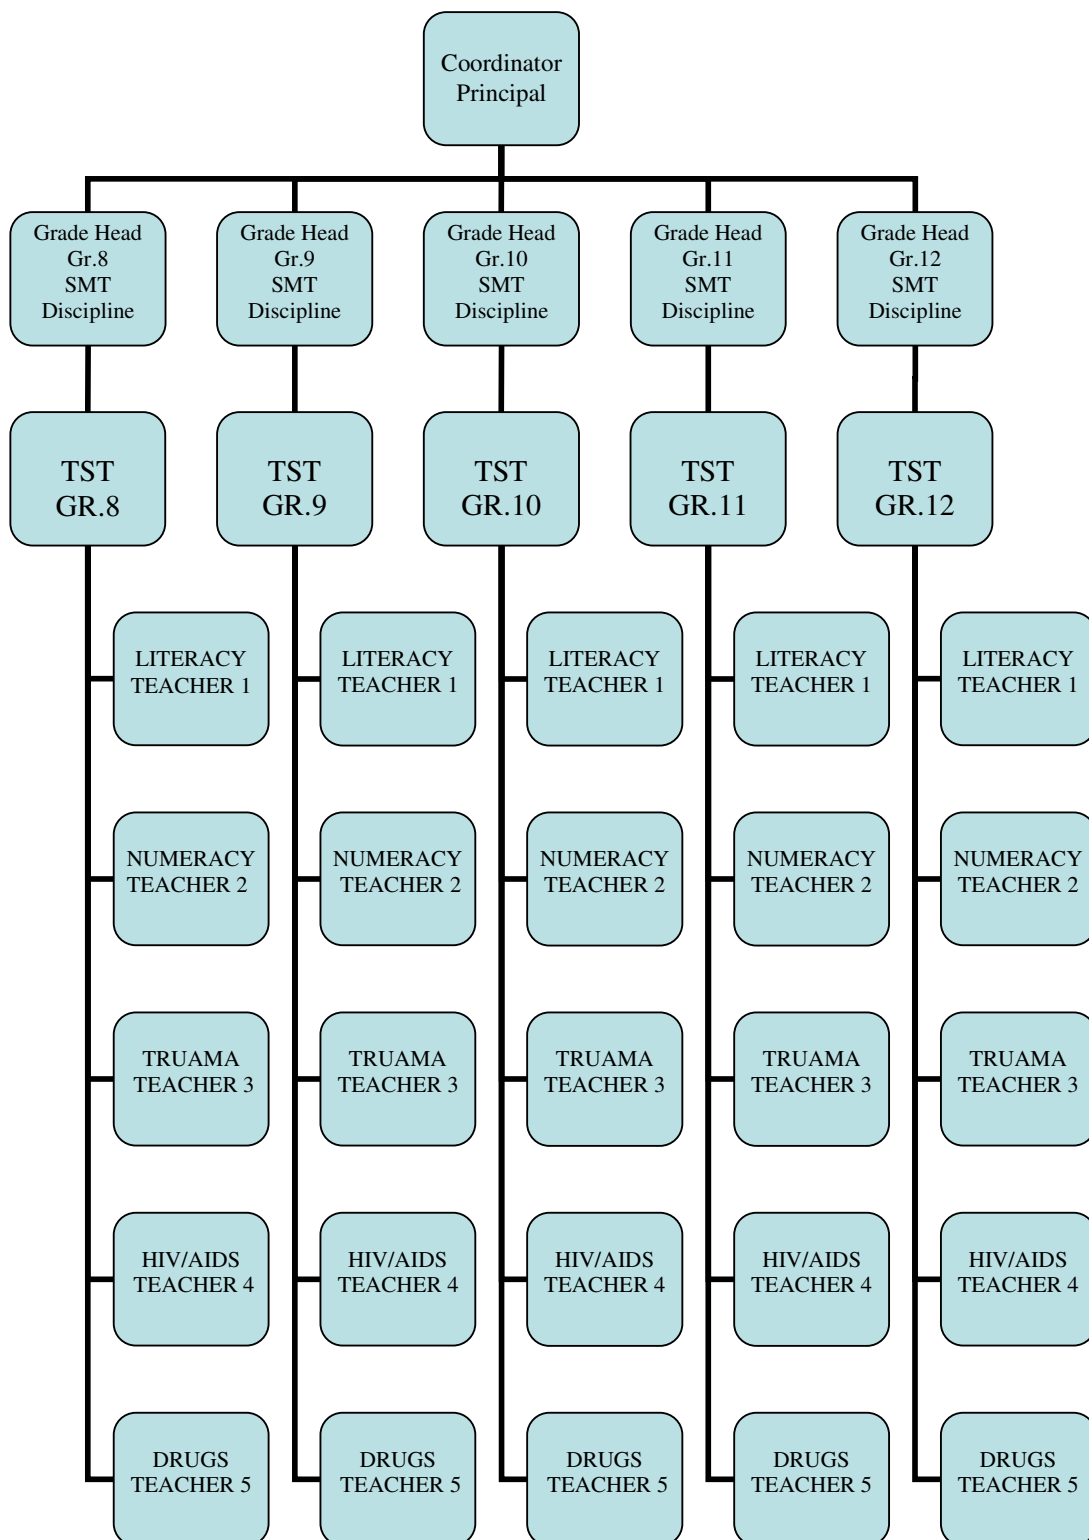 Coordinator
Principal
Grade Head
Gr.8
SMT
Discipline
Grade Head
Gr.9
SMT
Discipline
Grade Head
Gr.10
SMT
Discipline
Grade Head
Gr.11
SMT
Discipline
Grade Head
Gr.12
SMT
Discipline
TST
GR.8
TST
GR.9
TST
GR.10
TST
GR.11
TST
GR.12
LITERACY
TEACHER 1
LITERACY
TEACHER 1
LITERACY
TEACHER 1
LITERACY
TEACHER 1
LITERACY
TEACHER 1
NUMERACY
TEACHER 2
NUMERACY
TEACHER 2
NUMERACY
TEACHER 2
NUMERACY
TEACHER 2
NUMERACY
TEACHER 2
TRUAMA
TEACHER 3
TRUAMA
TEACHER 3
TRUAMA
TEACHER 3
TRUAMA
TEACHER 3
TRUAMA
TEACHER 3
HIV/AIDS
TEACHER 4
HIV/AIDS
TEACHER 4
HIV/AIDS
TEACHER 4
HIV/AIDS
TEACHER 4
HIV/AIDS
TEACHER 4
DRUGS
TEACHER 5
DRUGS
TEACHER 5
DRUGS
TEACHER 5
DRUGS
TEACHER 5
DRUGS
TEACHER 5